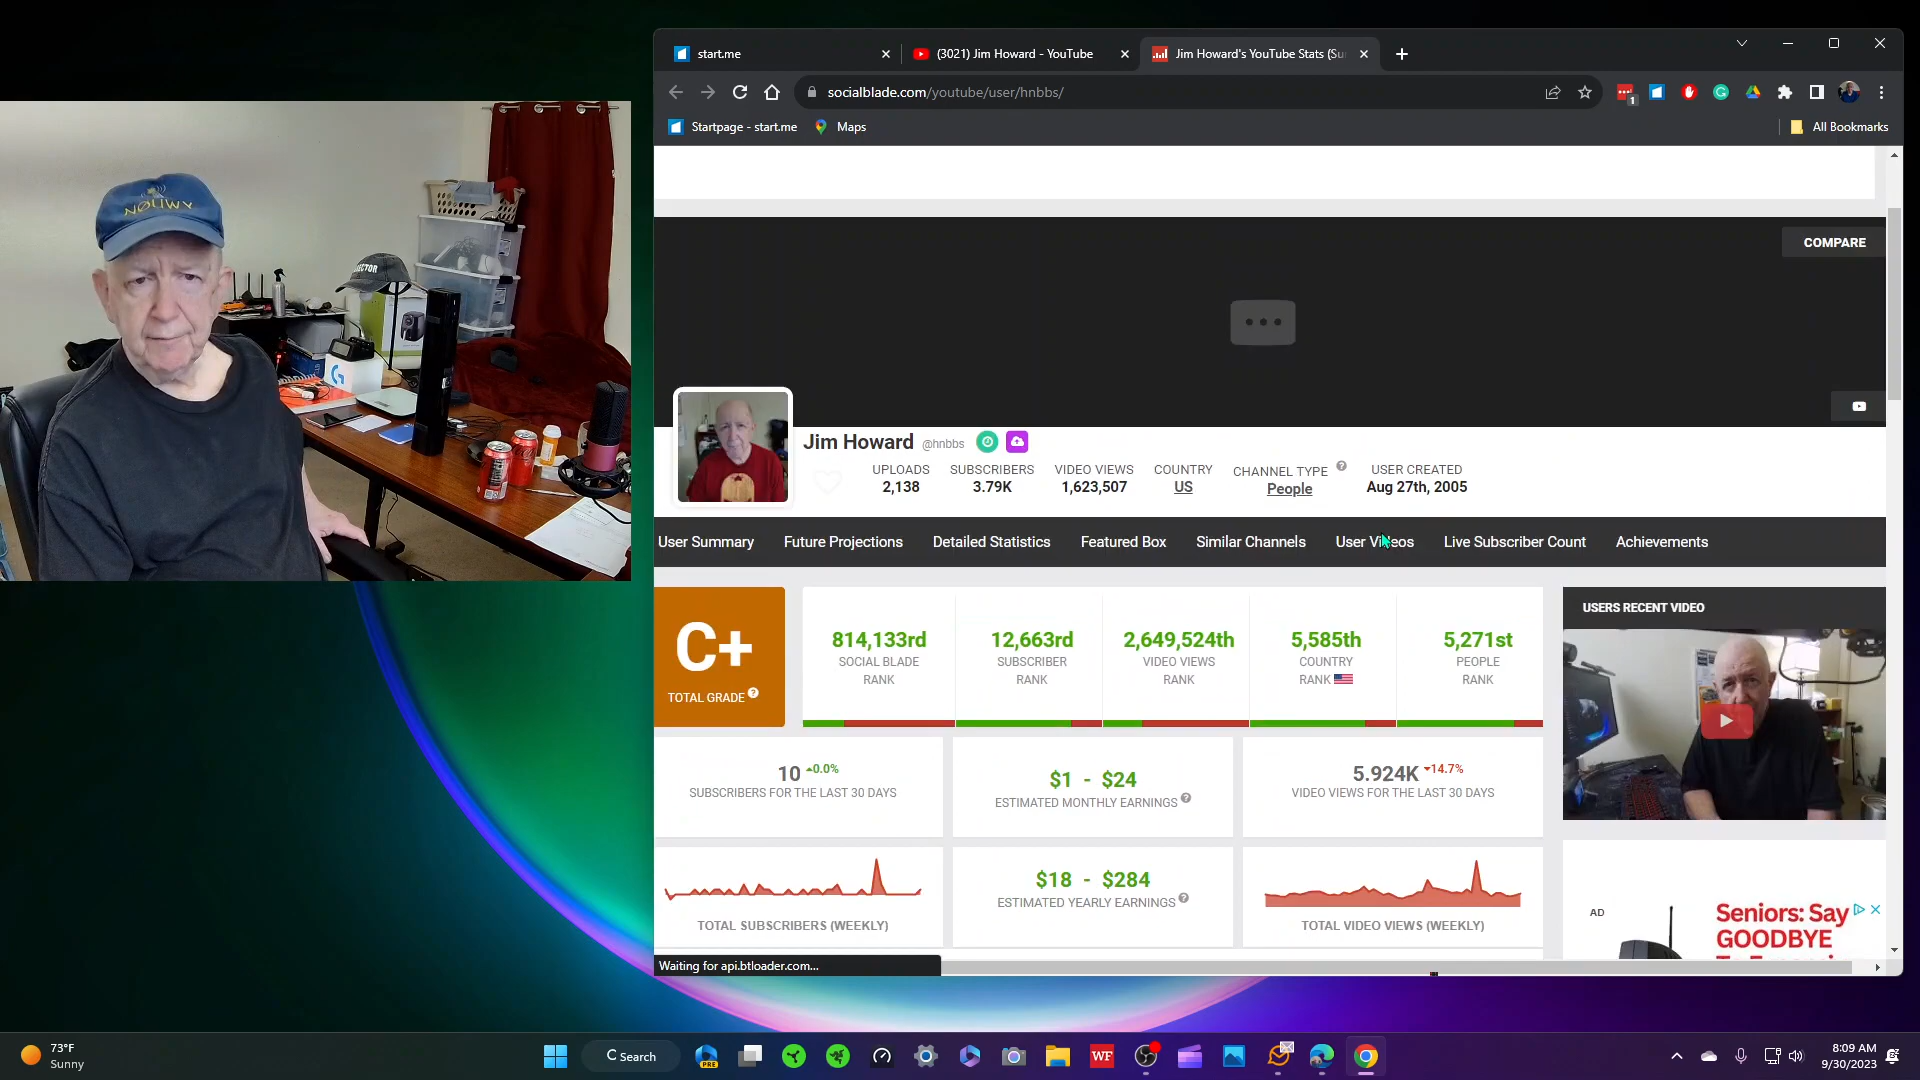 start.me
(3021) Jim Howard - YouTube
Jim Howard's YouTube Stats (Su
socialblade.com/youtube/user/hnbbs/
1
Startpage - start.me
Maps
All Bookmarks
COMPARE
NØUWY
Jim Howard @hnbbs
UPLOADS
2,138
SUBSCRIBERS
3.79K
VIDEO VIEWS
1,623,507
COUNTRY
US
CHANNEL TYPE
People
USER CREATED
Aug 27th, 2005
User Summary
Future Projections
Detailed Statistics
Featured Box
Similar Channels
User Videos
Live Subscriber Count
Achievements
C+
TOTAL GRADE
814,133rd
SOCIAL BLADE
RANK
12,663rd
SUBSCRIBER
RANK
2,649,524th
VIDEO VIEWS
RANK
5,585th
COUNTRY
RANK
5,271st
PEOPLE
RANK
USERS RECENT VIDEO
10 0.0%
SUBSCRIBERS FOR THE LAST 30 DAYS
$1 - $24
ESTIMATED MONTHLY EARNINGS
5.924K 14.7%
VIDEO VIEWS FOR THE LAST 30 DAYS
TOTAL SUBSCRIBERS (WEEKLY)
$18 - $284
ESTIMATED YEARLY EARNINGS
TOTAL VIDEO VIEWS (WEEKLY)
AD
Seniors: Say
GOODBYE
Waiting for api.btloader.com...
73°F
Sunny
Search
PRE
WF
8:09 AM
9/30/2023